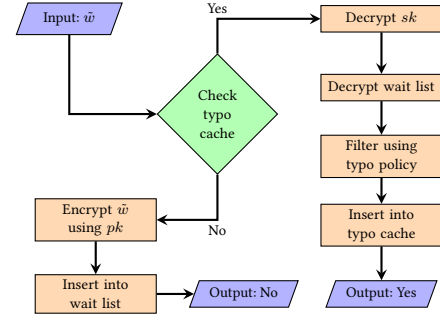 Input: w̃
Yes
Decrypt sk
Check
typo
cache
Decrypt wait list
Filter using
typo policy
Insert into
typo cache
Output: Yes
No
Encrypt w̃
using pk
Insert into
wait list
Output: No